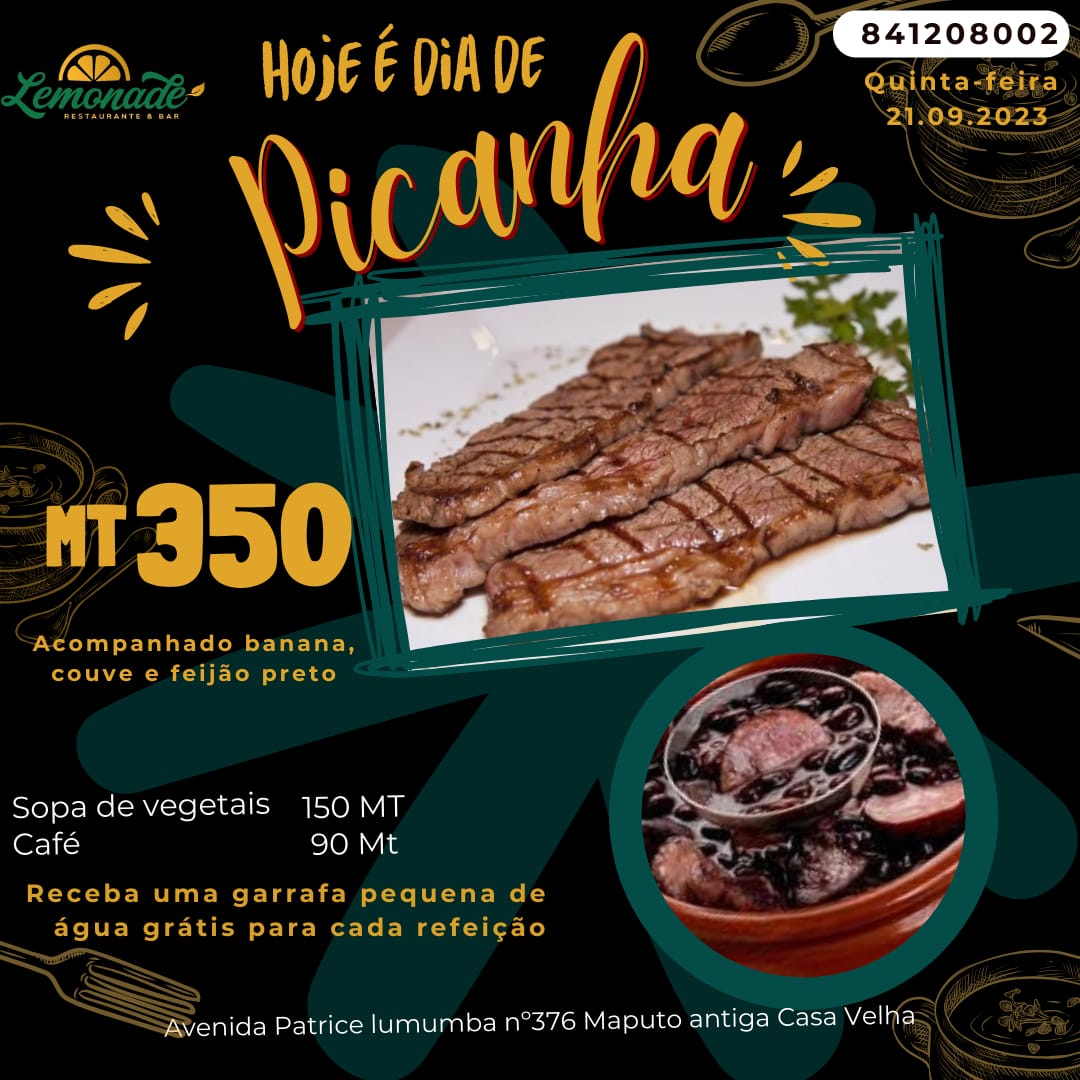 Lemonade
RESTAURANTE & BAR
HOJE É DIA DE
Picanha
841208002
Quinta-feira
21.09.2023
MT 350
Acompanhado banana,
couve e feijão preto
Sopa de vegetais 150 MT
Café 90 Mt
Receba uma garrafa pequena de
água grátis para cada refeição
Avenida Patrice lumumba nº376 Maputo antiga Casa Velha